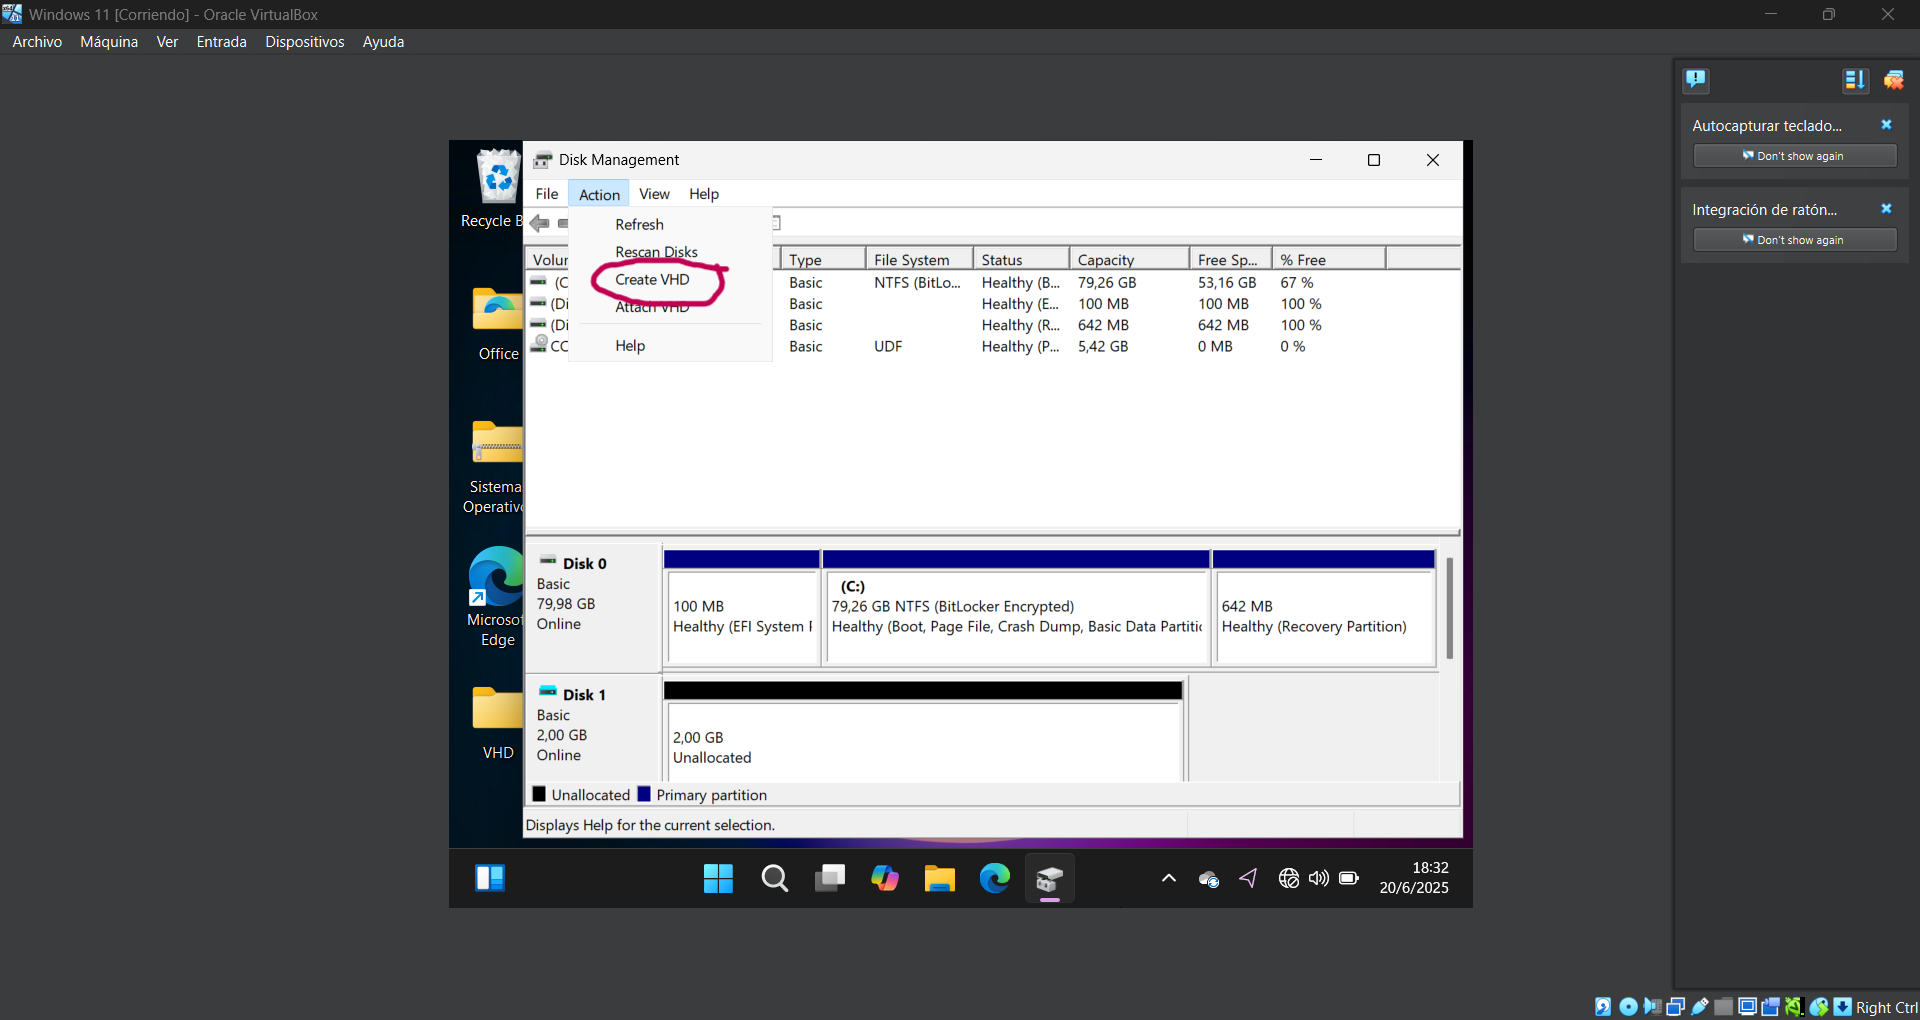 Windows 11 [Corriendo] - Oracle VirtualBox
Archivo Máquina Ver Entrada Dispositivos Ayuda
Autocapturar teclado...
Don't show again
Integración de ratón...
Don't show again
Recycle B
Office
Sistema
Operativ
Microsof
Edge
VHD
Disk Management
File Action View Help
Refresh
Rescan Disks
Create VHD
Attach VHD
Help
Volum Type File System Status Capacity Free Sp... % Free
(C Basic NTFS (BitLo... Healthy (B... 79,26 GB 53,16 GB 67 %
(Di Basic Healthy (E... 100 MB 100 MB 100 %
(Di Basic Healthy (R... 642 MB 642 MB 100 %
CC Basic UDF Healthy (P... 5,42 GB 0 MB 0 %
Disk 0
Basic
79,98 GB
Online
100 MB
Healthy (EFI System P
(C:)
79,26 GB NTFS (BitLocker Encrypted)
Healthy (Boot, Page File, Crash Dump, Basic Data Partitic
642 MB
Healthy (Recovery Partition)
Disk 1
Basic
2,00 GB
Online
2,00 GB
Unallocated
Unallocated Primary partition
Displays Help for the current selection.
18:32
20/6/2025
Right Ctrl